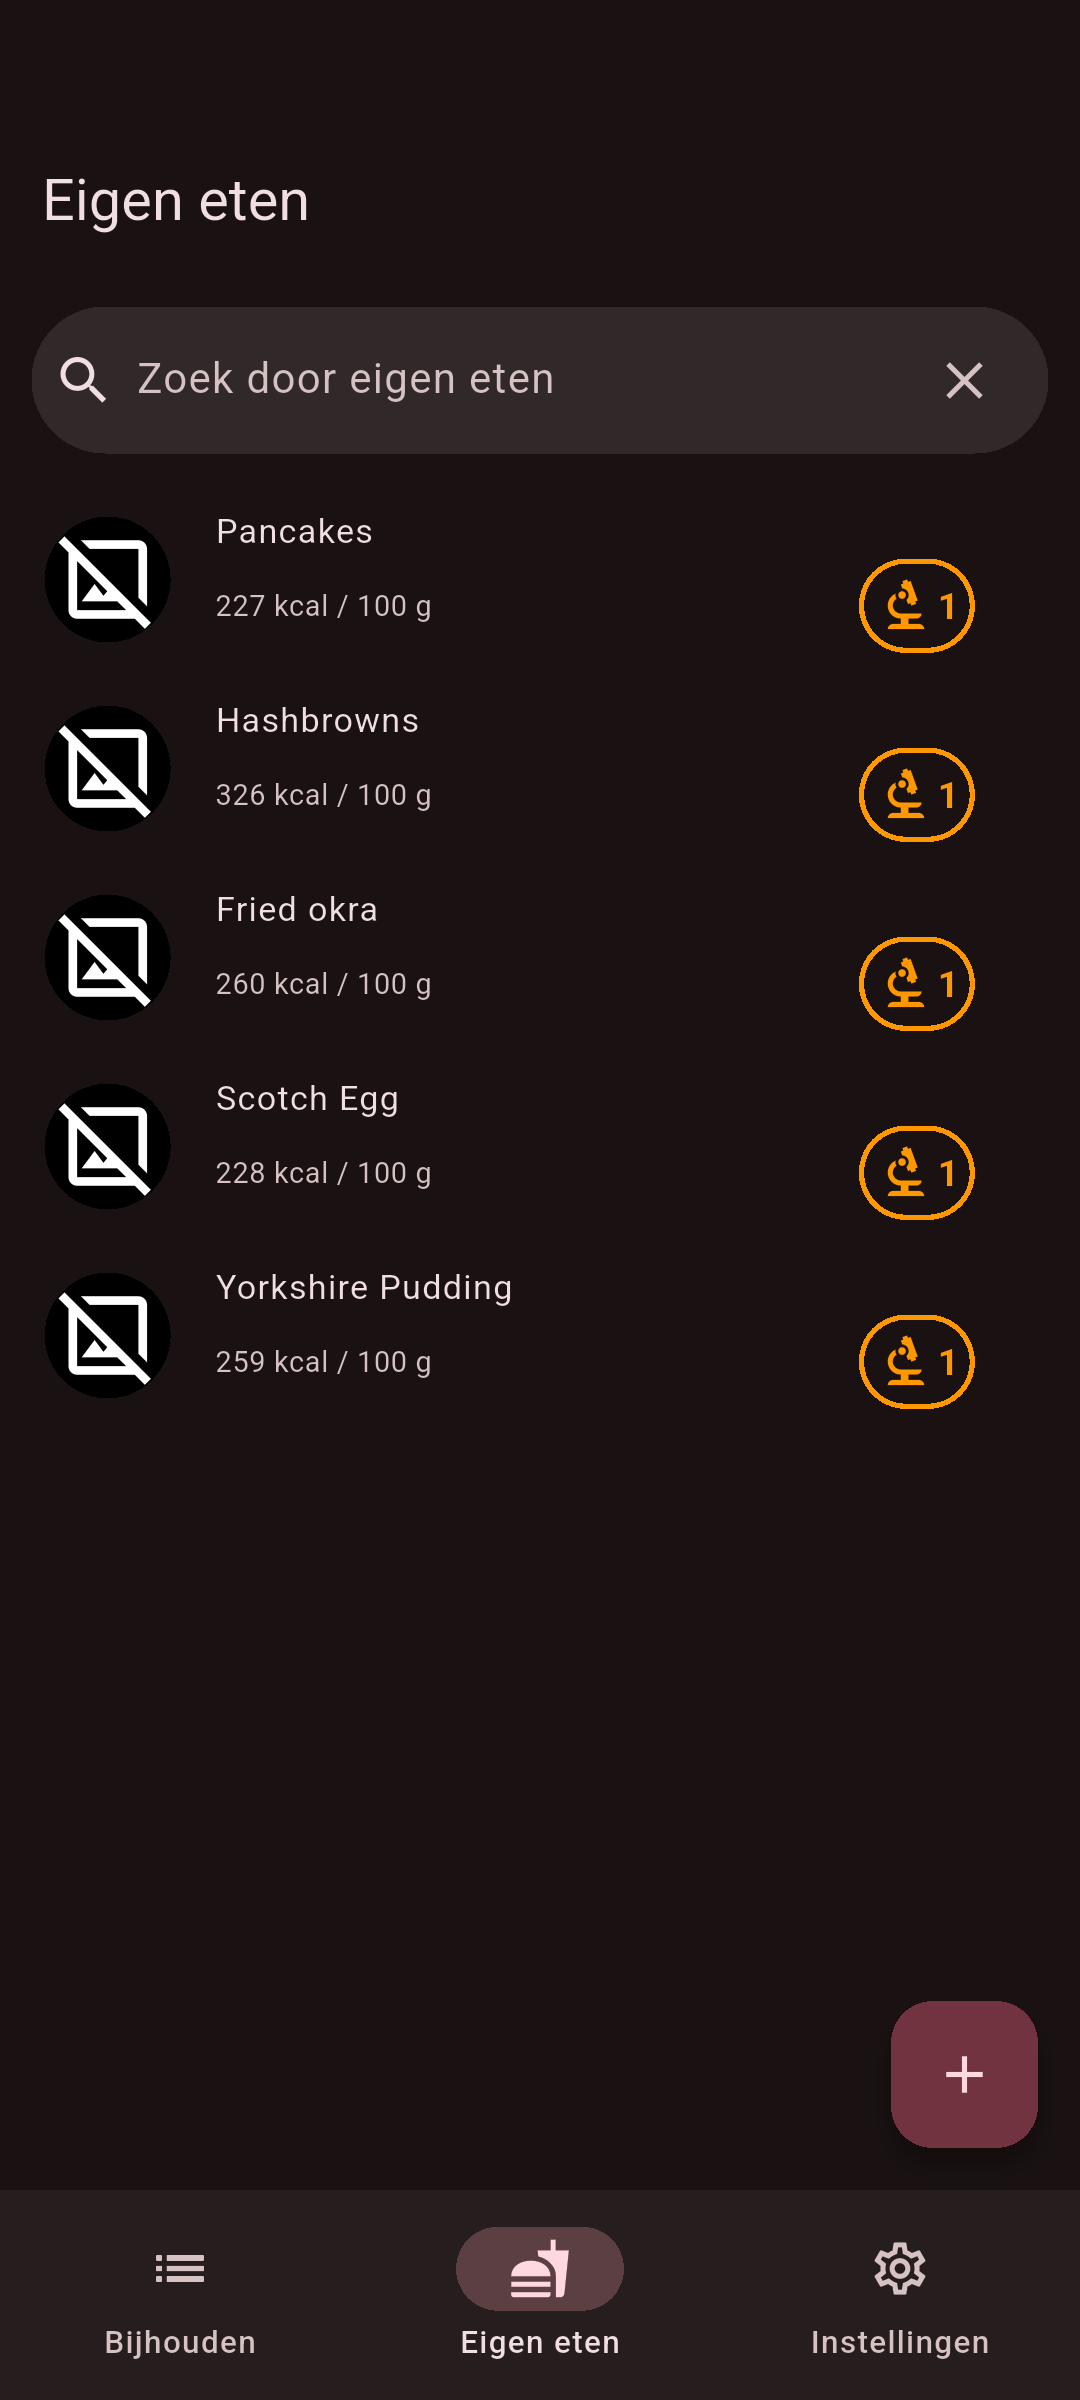 Eigen eten
Zoek door eigen eten
Pancakes
227 kcal / 100 g
1
Hashbrowns
326 kcal / 100 g
1
Fried okra
260 kcal / 100 g
1
Scotch Egg
228 kcal / 100 g
1
Yorkshire Pudding
259 kcal / 100 g
1
Bijhouden
Eigen eten
Instellingen